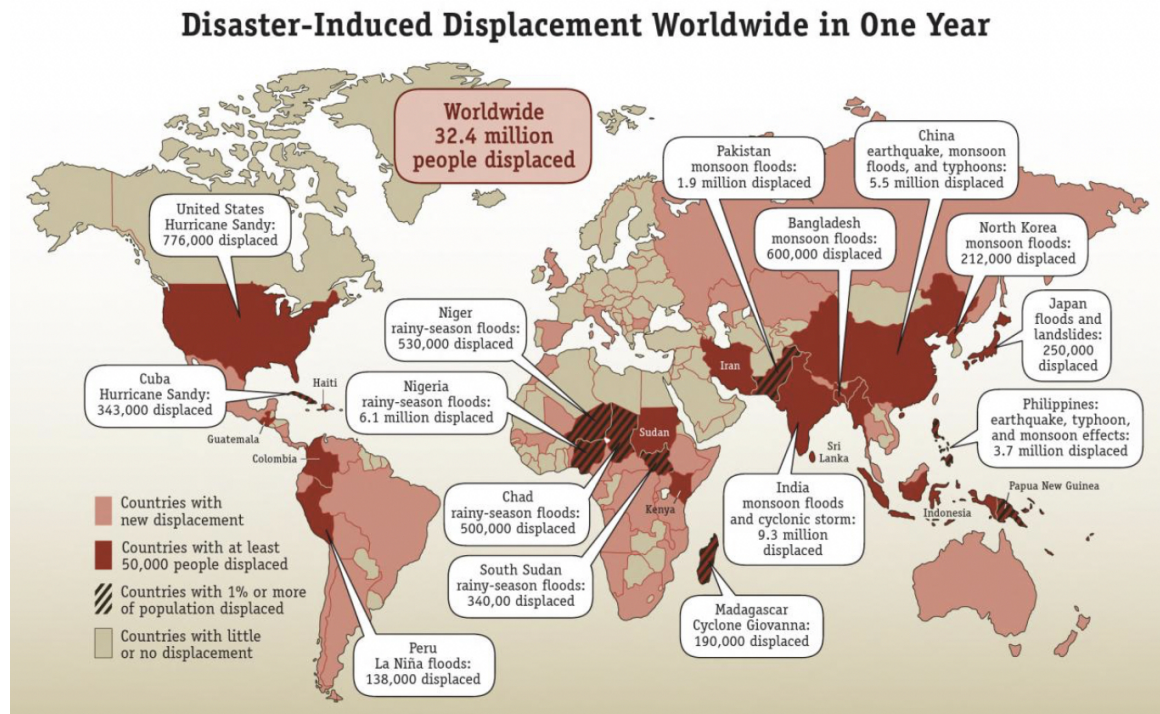 Disaster-Induced Displacement Worldwide in One Year
Worldwide
32.4 million
people displaced
United States
Hurricane Sandy:
776,000 displaced
Pakistan
monsoon floods:
1.9 million displaced
China
earthquake, monsoon
floods, and typhoons:
5.5 million displaced
Bangladesh
monsoon floods:
600,000 displaced
North Korea
monsoon floods:
212,000 displaced
Japan
floods and
landslides:
250,000
displaced
Niger
rainy-season floods:
530,000 displaced
Iran
Cuba
Hurricane Sandy:
343,000 displaced
Haiti
Nigeria
rainy-season floods:
6.1 million displaced
Guatemala
Colombia
Sudan
Sri
Lanka
Philippines:
earthquake, typhoon,
and monsoon effects:
3.7 million displaced
Papua New Guinea
Indonesia
Chad
rainy-season floods:
500,000 displaced
Kenya
India
monsoon floods
and cyclonic storm:
9.3 million
displaced
South Sudan
rainy-season floods:
340,00 displaced
Madagascar
Cyclone Giovanna:
190,000 displaced
Peru
La Niña floods:
138,000 displaced
Countries with
new displacement
Countries with at least
50,000 people displaced
Countries with 1% or more
of population displaced
Countries with little
or no displacement